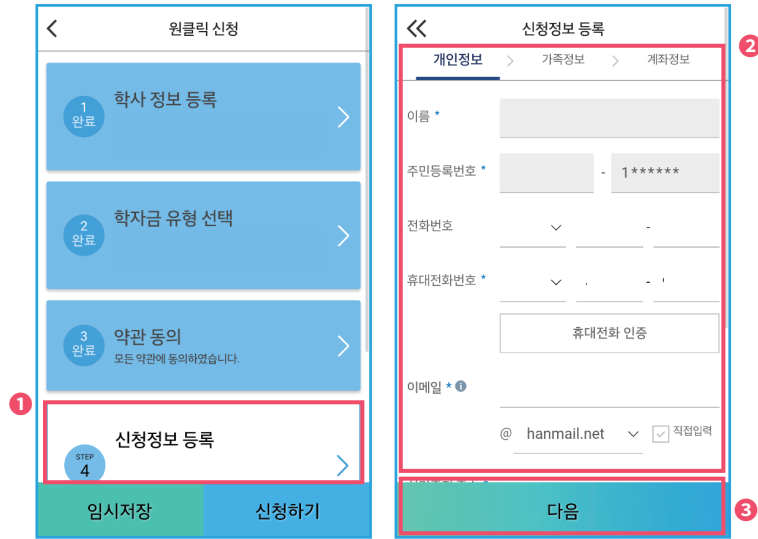 원클릭 신청
1
완료
학사 정보 등록
2
완료
학자금 유형 선택
3
완료
약관 동의
모든 약관에 동의하였습니다.
1
STEP
4
신청정보 등록
임시저장
신청하기
신청정보 등록
2
개인정보
가족정보
계좌정보
이름 *
주민등록번호 * - 1******
전화번호 -
휴대전화번호 * -
휴대전화 인증
이메일 *
@ hanmail.net 직접입력
다음
3